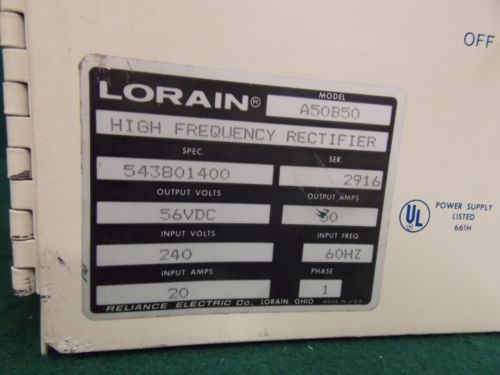 OFF
LORAIN®
MODEL
A50B50
HIGH FREQUENCY RECTIFIER
SPEC. SER.
543801400 2916
OUTPUT VOLTS OUTPUT AMPS
56VDC
INPUT VOLTS INPUT FREQ.
240 60HZ
INPUT AMPS PHASE
20 1
RELIANCE ELECTRIC Co., LORAIN, OHIO MADE IN U.S.A.
UL
®
POWER SUPPLY
LISTED
661H